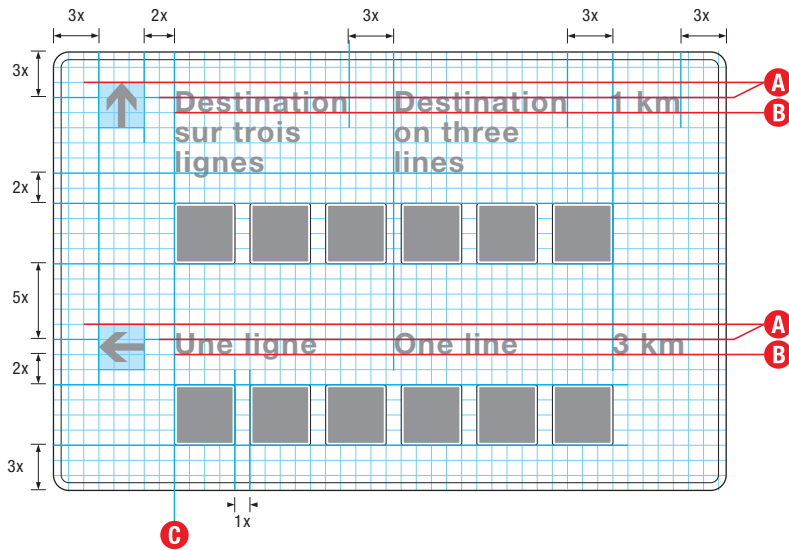 3x 2x 3x 3x 3x
3x
A
Destination Destination 1 km
B
sur trois on three
lignes lines
2x
5x
A
Une ligne One line 3 km
B
2x
3x
1x
C